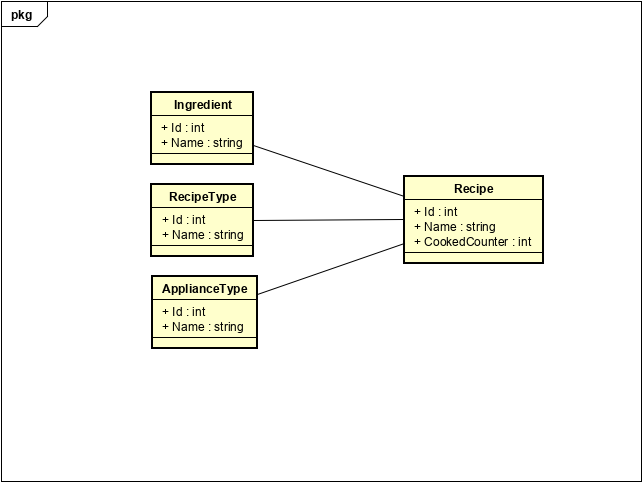 pkg
Ingredient
+ Id : int
+ Name : string
RecipeType
+ Id : int
+ Name : string
ApplianceType
+ Id : int
+ Name : string
Recipe
+ Id : int
+ Name : string
+ CookedCounter : int